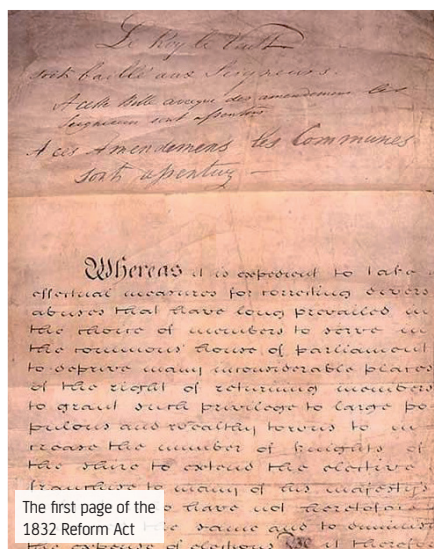 Le Roy le Veult
soit baillé aux Seigneurs.
A cette Bille avecque des amendemens les
Seigneurs sont assentus
A ces Amendemens les Communes
sont assentuz
Whereas it is expedient to take
effectual measures for correcting divers
abuses that have long prevailed in
the choice of members to serve in
the commons house of parliament
to deprive many inconsiderable places
of the right of returning members
to grant such privilege to large po
pulous and wealthy towns to in
crease the number of knights of
the shire to extend the elective
franchise to many of his majesty's
have not heretofore
the same and to diminish
the expense of elections Be it therefore
The first page of the
1832 Reform Act